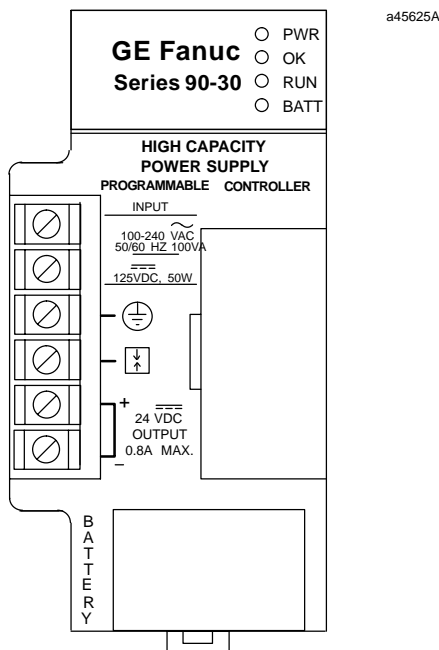 a45625A
GE Fanuc
Series 90-30
PWR
OK
RUN
BATT
HIGH CAPACITY
POWER SUPPLY
PROGRAMMABLE CONTROLLER
INPUT
100-240 VAC
50/60 HZ 100VA
125VDC, 50W
+
24 VDC
OUTPUT
0.8A MAX.
–
BATTERY